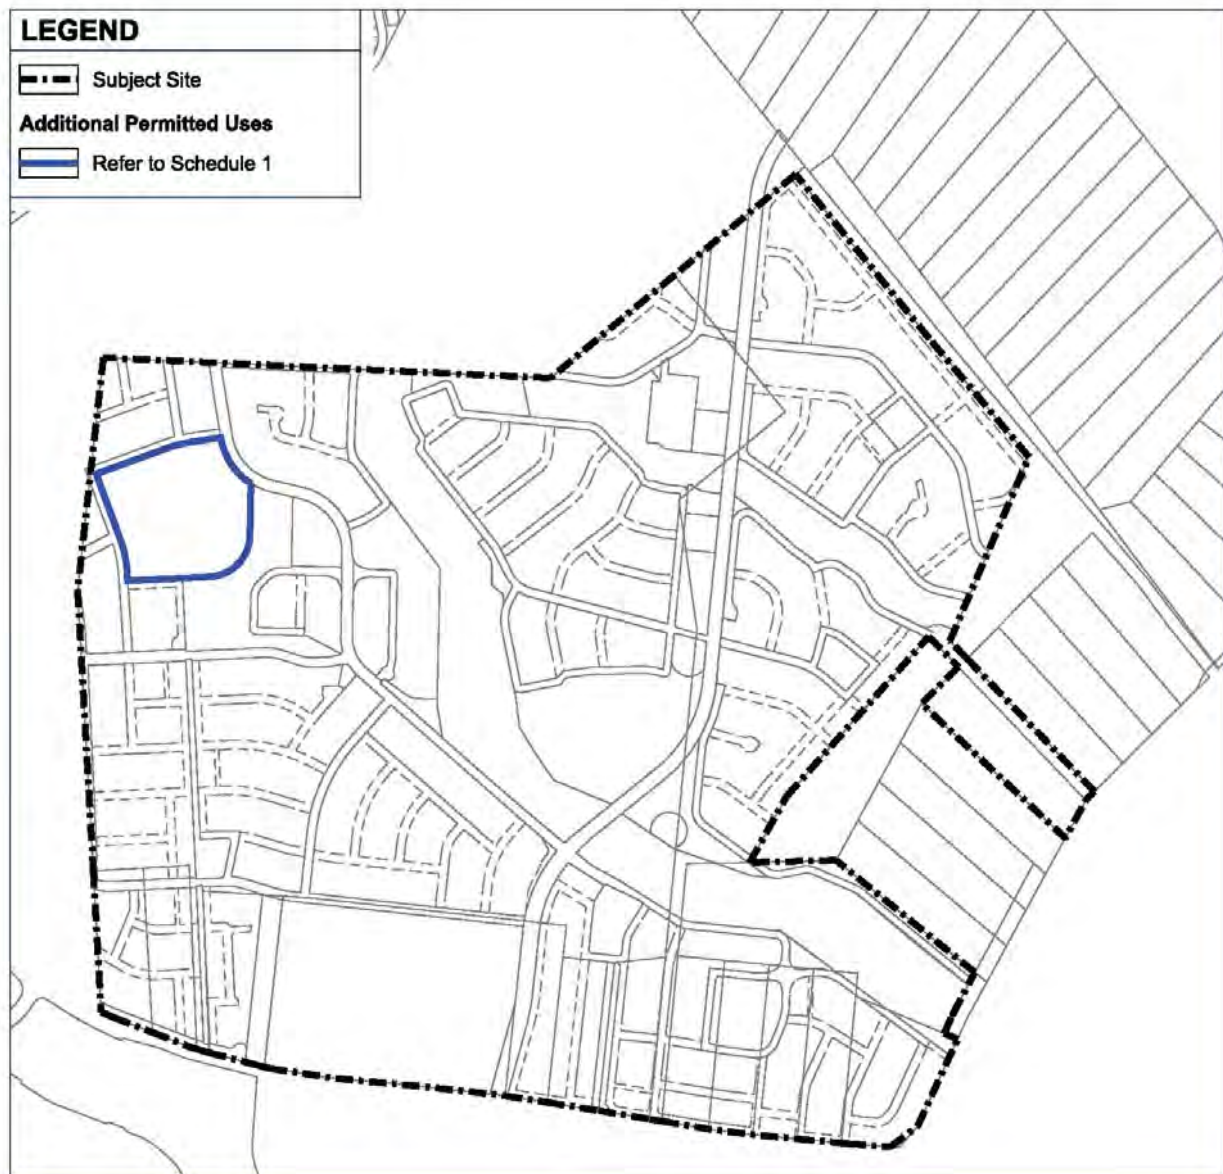 LEGEND
Subject Site
Additional Permitted Uses
Refer to Schedule 1